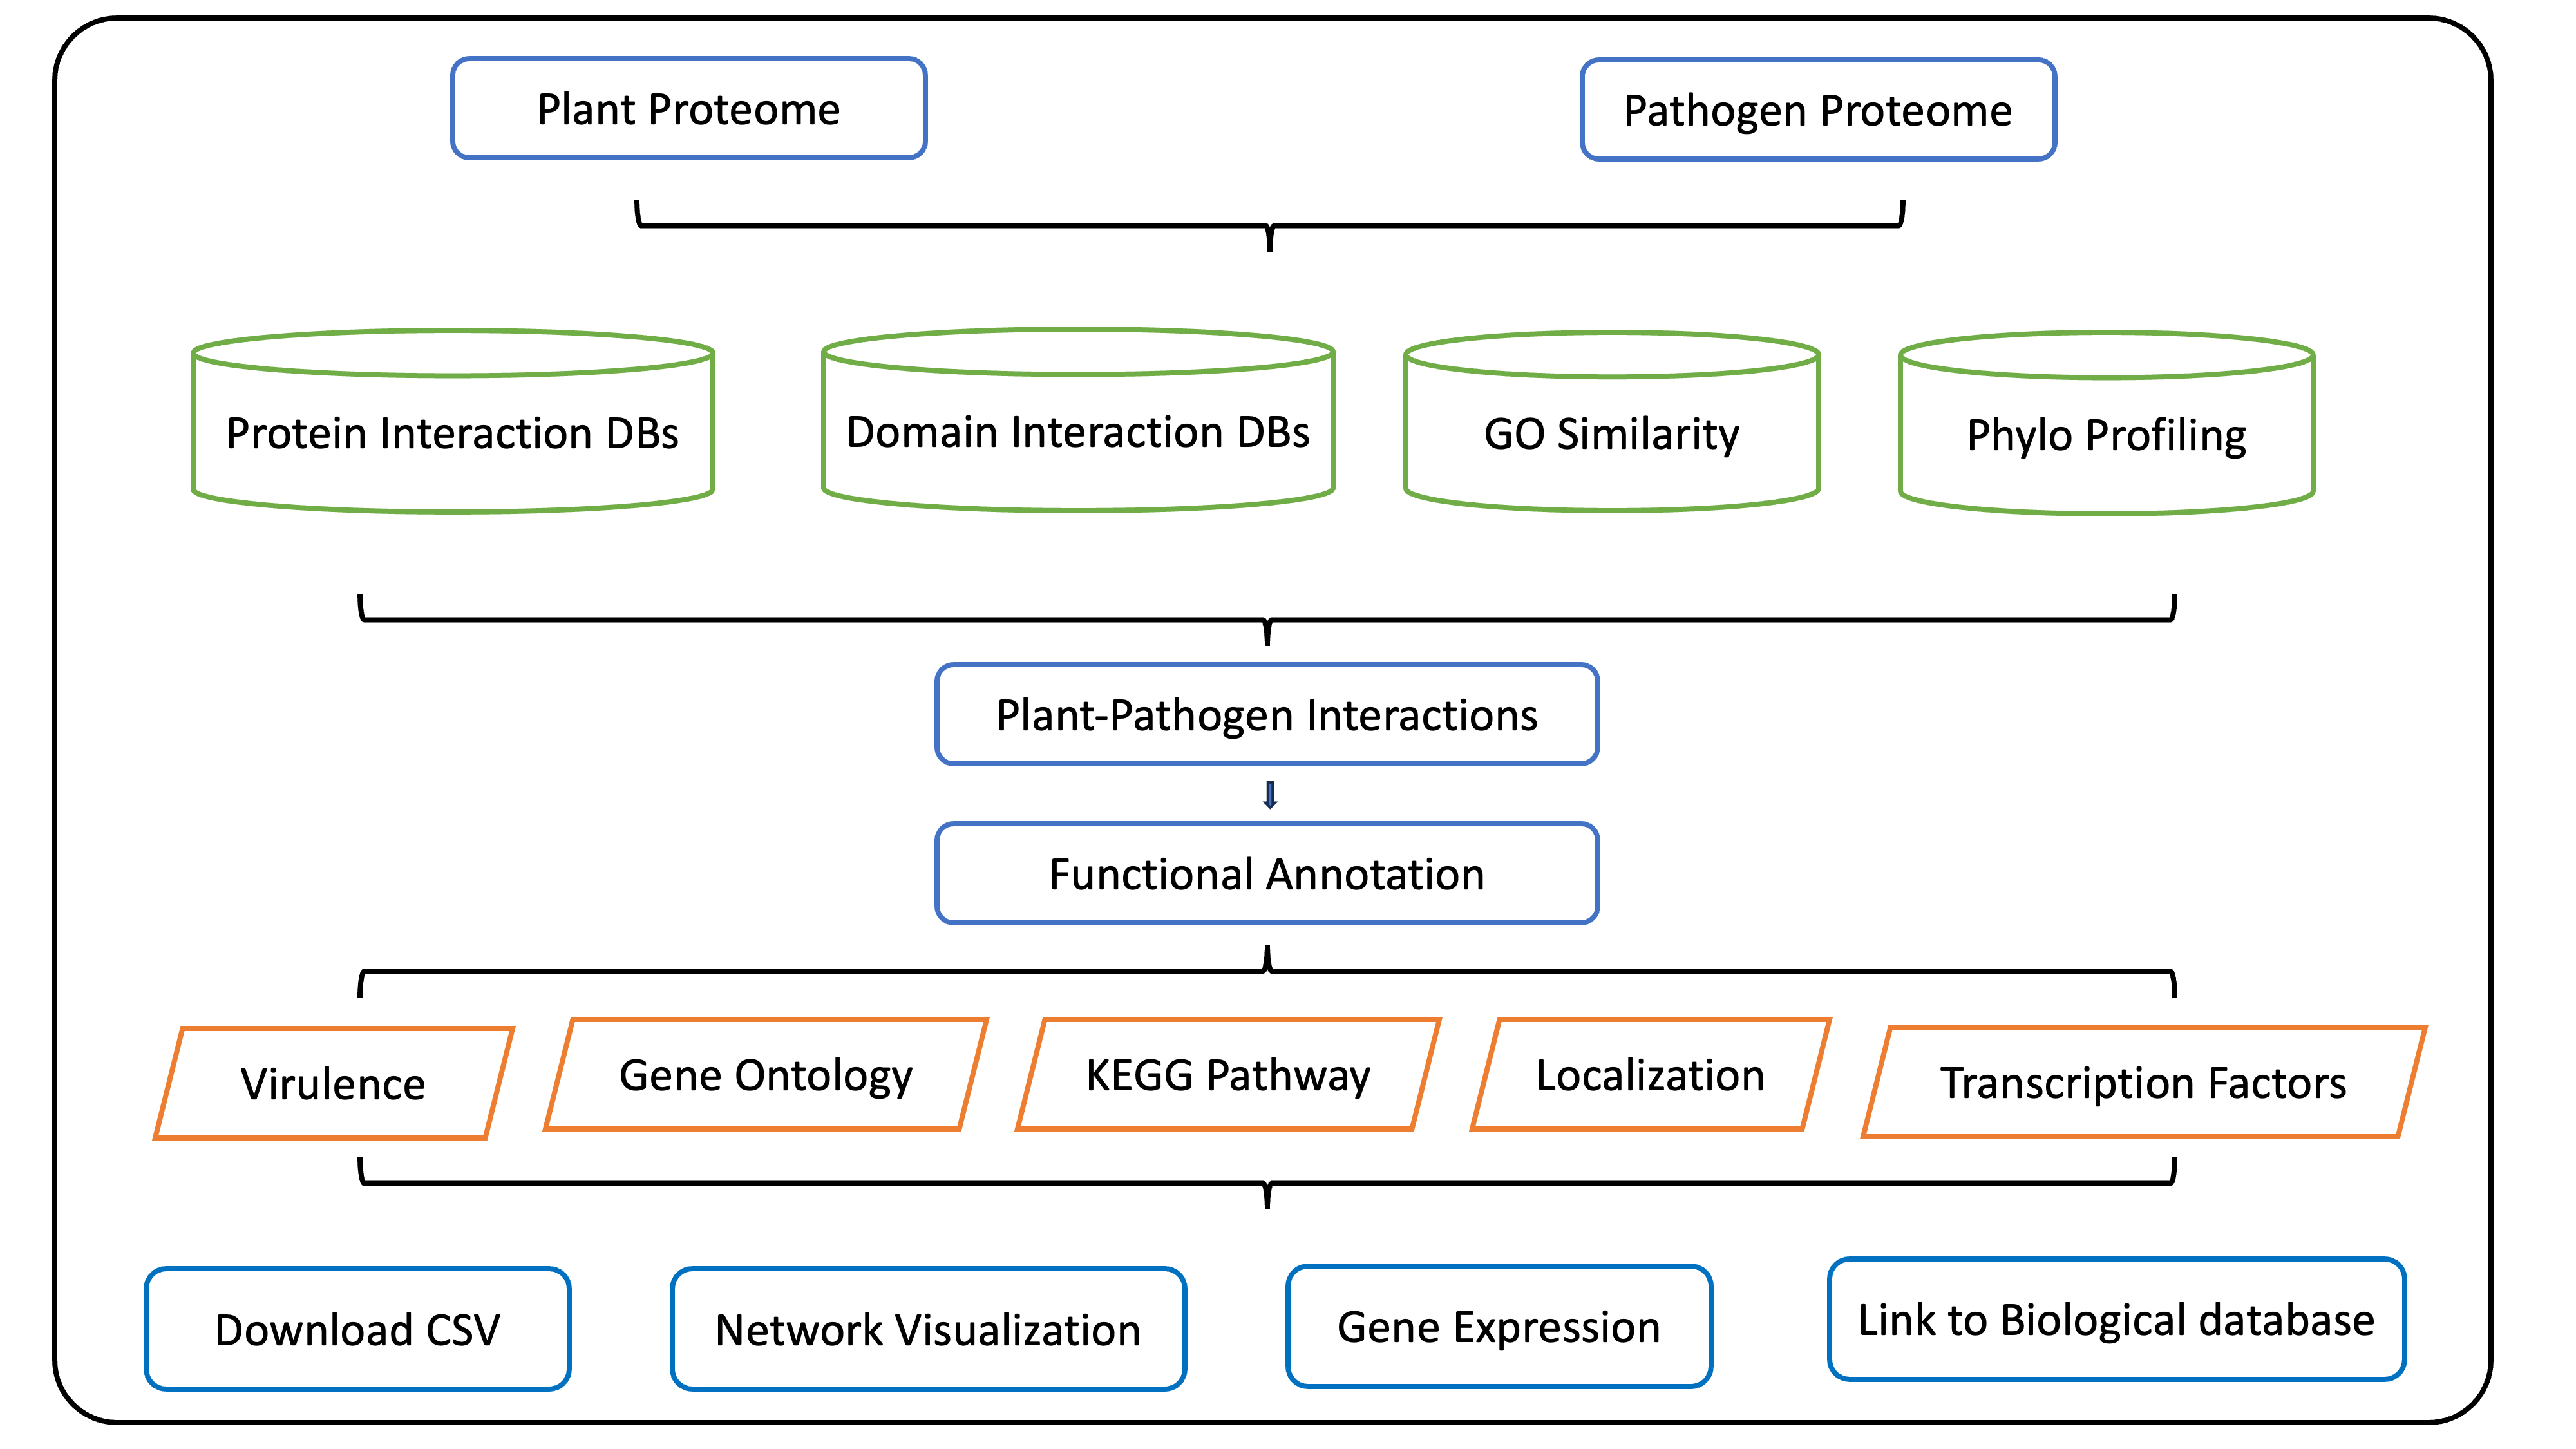 Plant Proteome
Pathogen Proteome
Protein Interaction DBs
Domain Interaction DBs
GO Similarity
Phylo Profiling
Plant-Pathogen Interactions
Functional Annotation
Virulence
Gene Ontology
KEGG Pathway
Localization
Transcription Factors
Download CSV
Network Visualization
Gene Expression
Link to Biological database